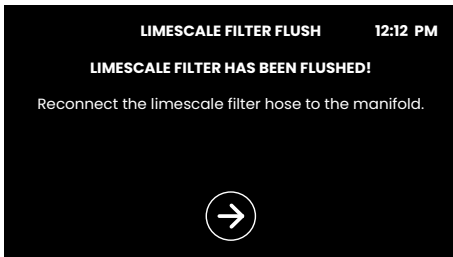 LIMESCALE FILTER FLUSH 12:12 PM
LIMESCALE FILTER HAS BEEN FLUSHED!
Reconnect the limescale filter hose to the manifold.